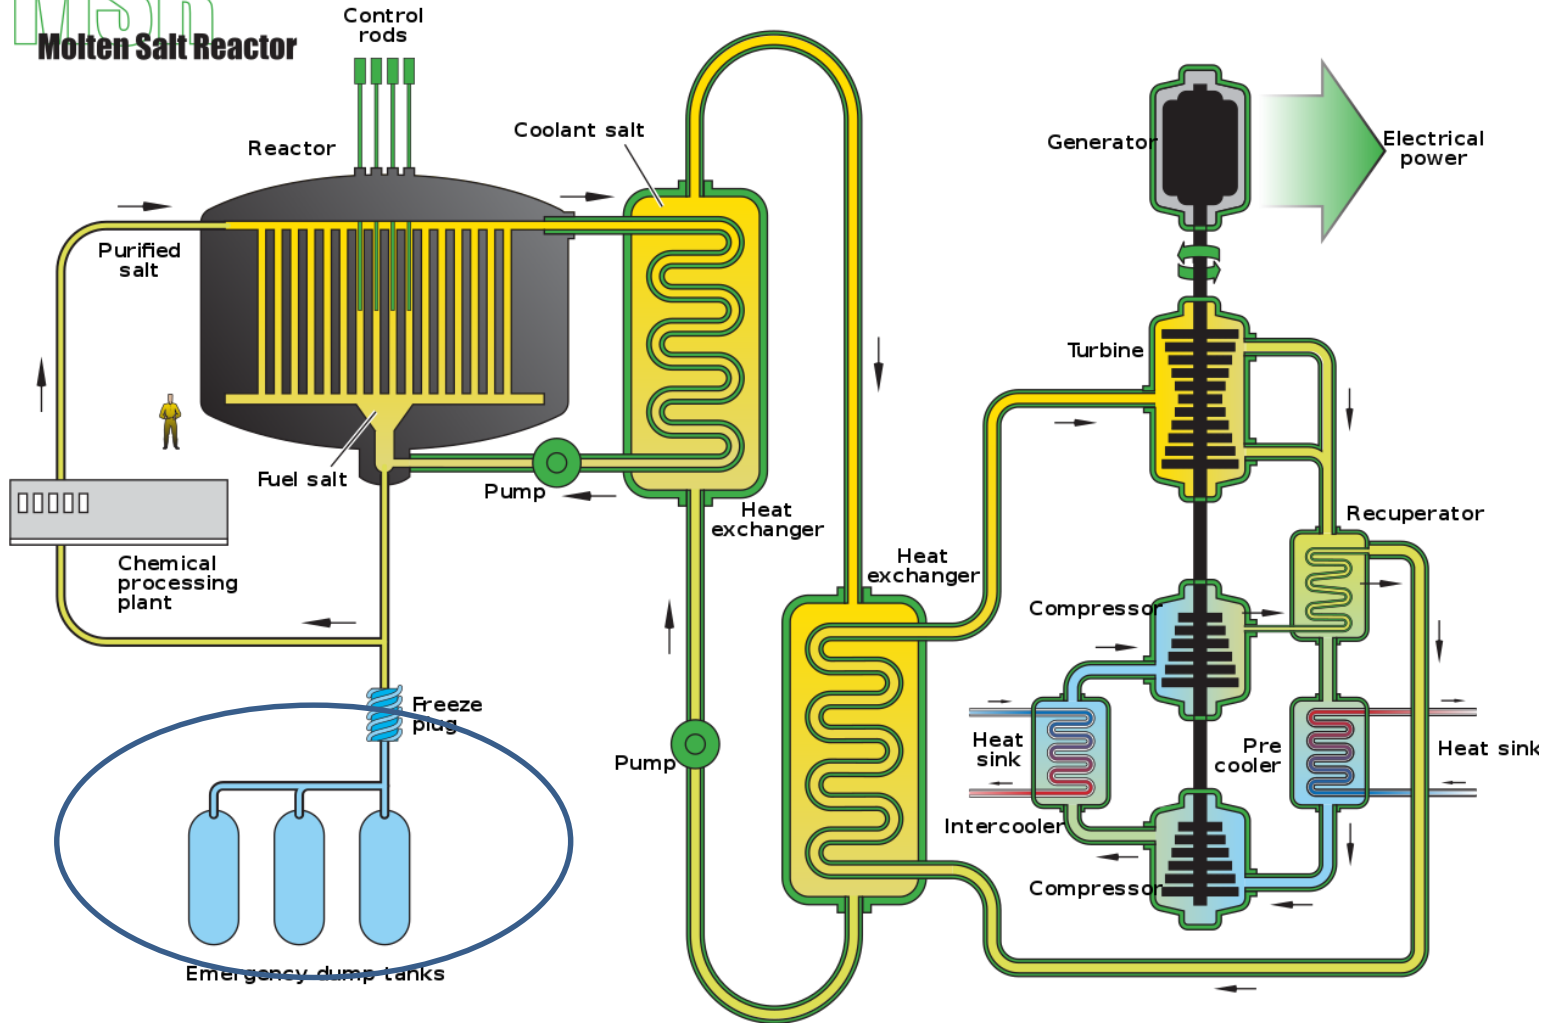 MSR
Molten Salt Reactor
Control
rods
Reactor
Coolant salt
Generator
Electrical
power
Purified
salt
Turbine
Fuel salt
Pump
Heat
exchanger
Recuperator
Chemical
processing
plant
Heat
exchanger
Compressor
Freeze
plug
Pump
Heat
sink
Pre
cooler
Heat sink
Intercooler
Compressor
Emergency dump tanks